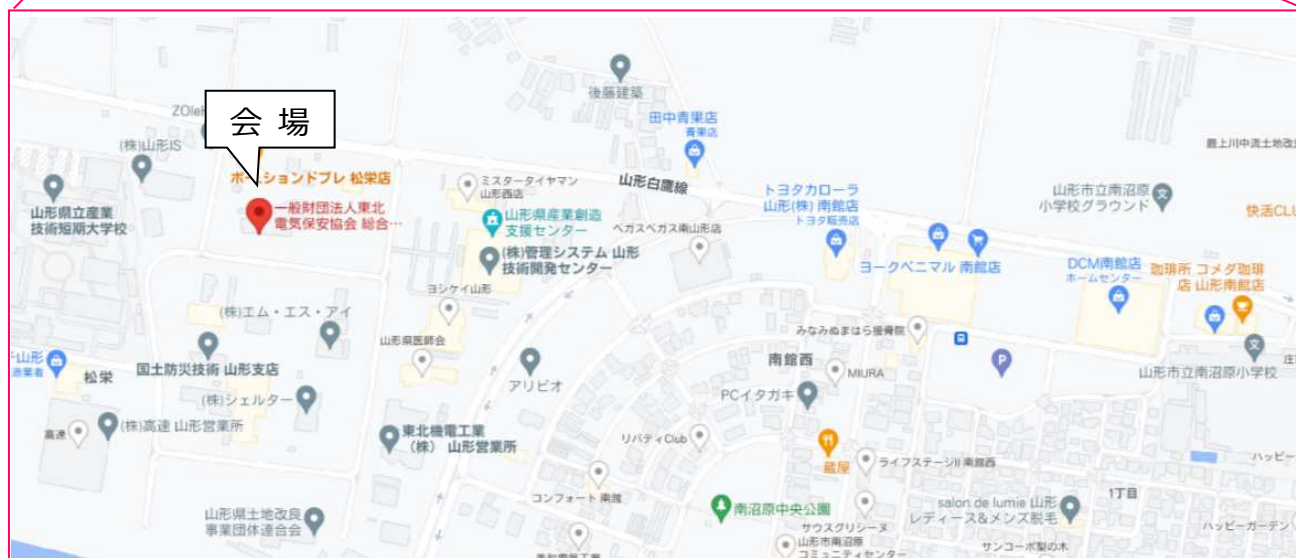 後藤建築
田中青果店
青果店
ZOle
会 場
(株)山形IS
最上川中流土地改
山形白鷹線
松栄店
ミスタータイヤマン
山形西店
山形県立産業
技術短期大学校
一般財団法人東北
電気保安協会 総合…
山形県産業創造
支援センター
トヨタカローラ
山形(株) 南館店
トヨタ販売店
山形市立南沼原
小学校グラウンド
快活CLU
ベガスベガス南山形店
(株)管理システム 山形
技術開発センター
ヨークベニマル 南館店
DCM南館店
ホームセンター
珈琲所 コメダ珈琲
店 山形南館店
ヨシケイ山形
(株)エム・エス・アイ
山形県医師会
みなみぬまはら接骨院
山形
国土防災技術 山形支店
アリビオ
南館西
MIURA
P
山形市立南沼原小学校
松栄
(株)シェルター
PCイタガキ
高速
(株)高速 山形営業所
東北機電工業
(株) 山形営業所
リバティClub
蔵屋
ライフステージII 南館西
ハッピー
コンフォート 南館
1丁目
山形県土地改良
事業団体連合会
南沼原中央公園
salon de lumie 山形
レディース&メンズ脱毛
サウスグリシーヌ
ハッピーガーデン
山形市南沼原
コミュニティセンター
サンコーポ梨の木